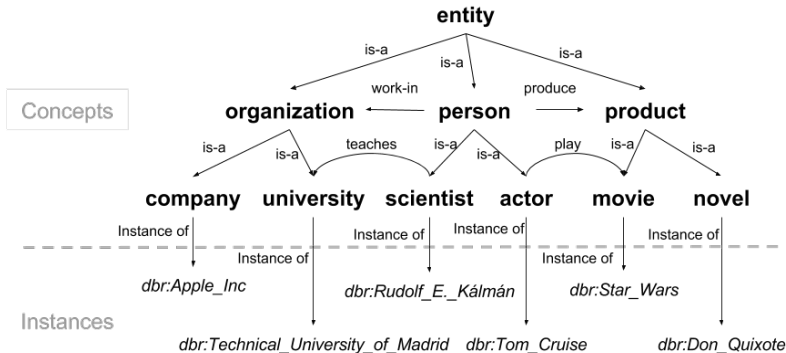 entity
is-a is-a is-a
work-in produce
Concepts organization person product
is-a is-a teaches is-a is-a play is-a is-a
company university scientist actor movie novel
Instance of Instance of Instance of Instance of
Instance of Instance of
dbr:Apple_Inc dbr:Rudolf_E._Kálmán dbr:Star_Wars
Instances
dbr:Technical_University_of_Madrid dbr:Tom_Cruise dbr:Don_Quixote